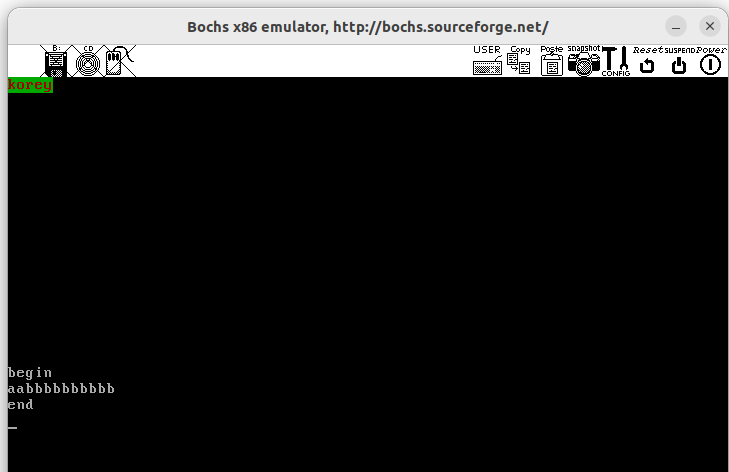 Bochs x86 emulator, http://bochs.sourceforge.net/
B: CD USER Copy Paste snapshot CONFIG Reset SUSPEND Power
korey
begin
aabbbbbbbbbbb
end